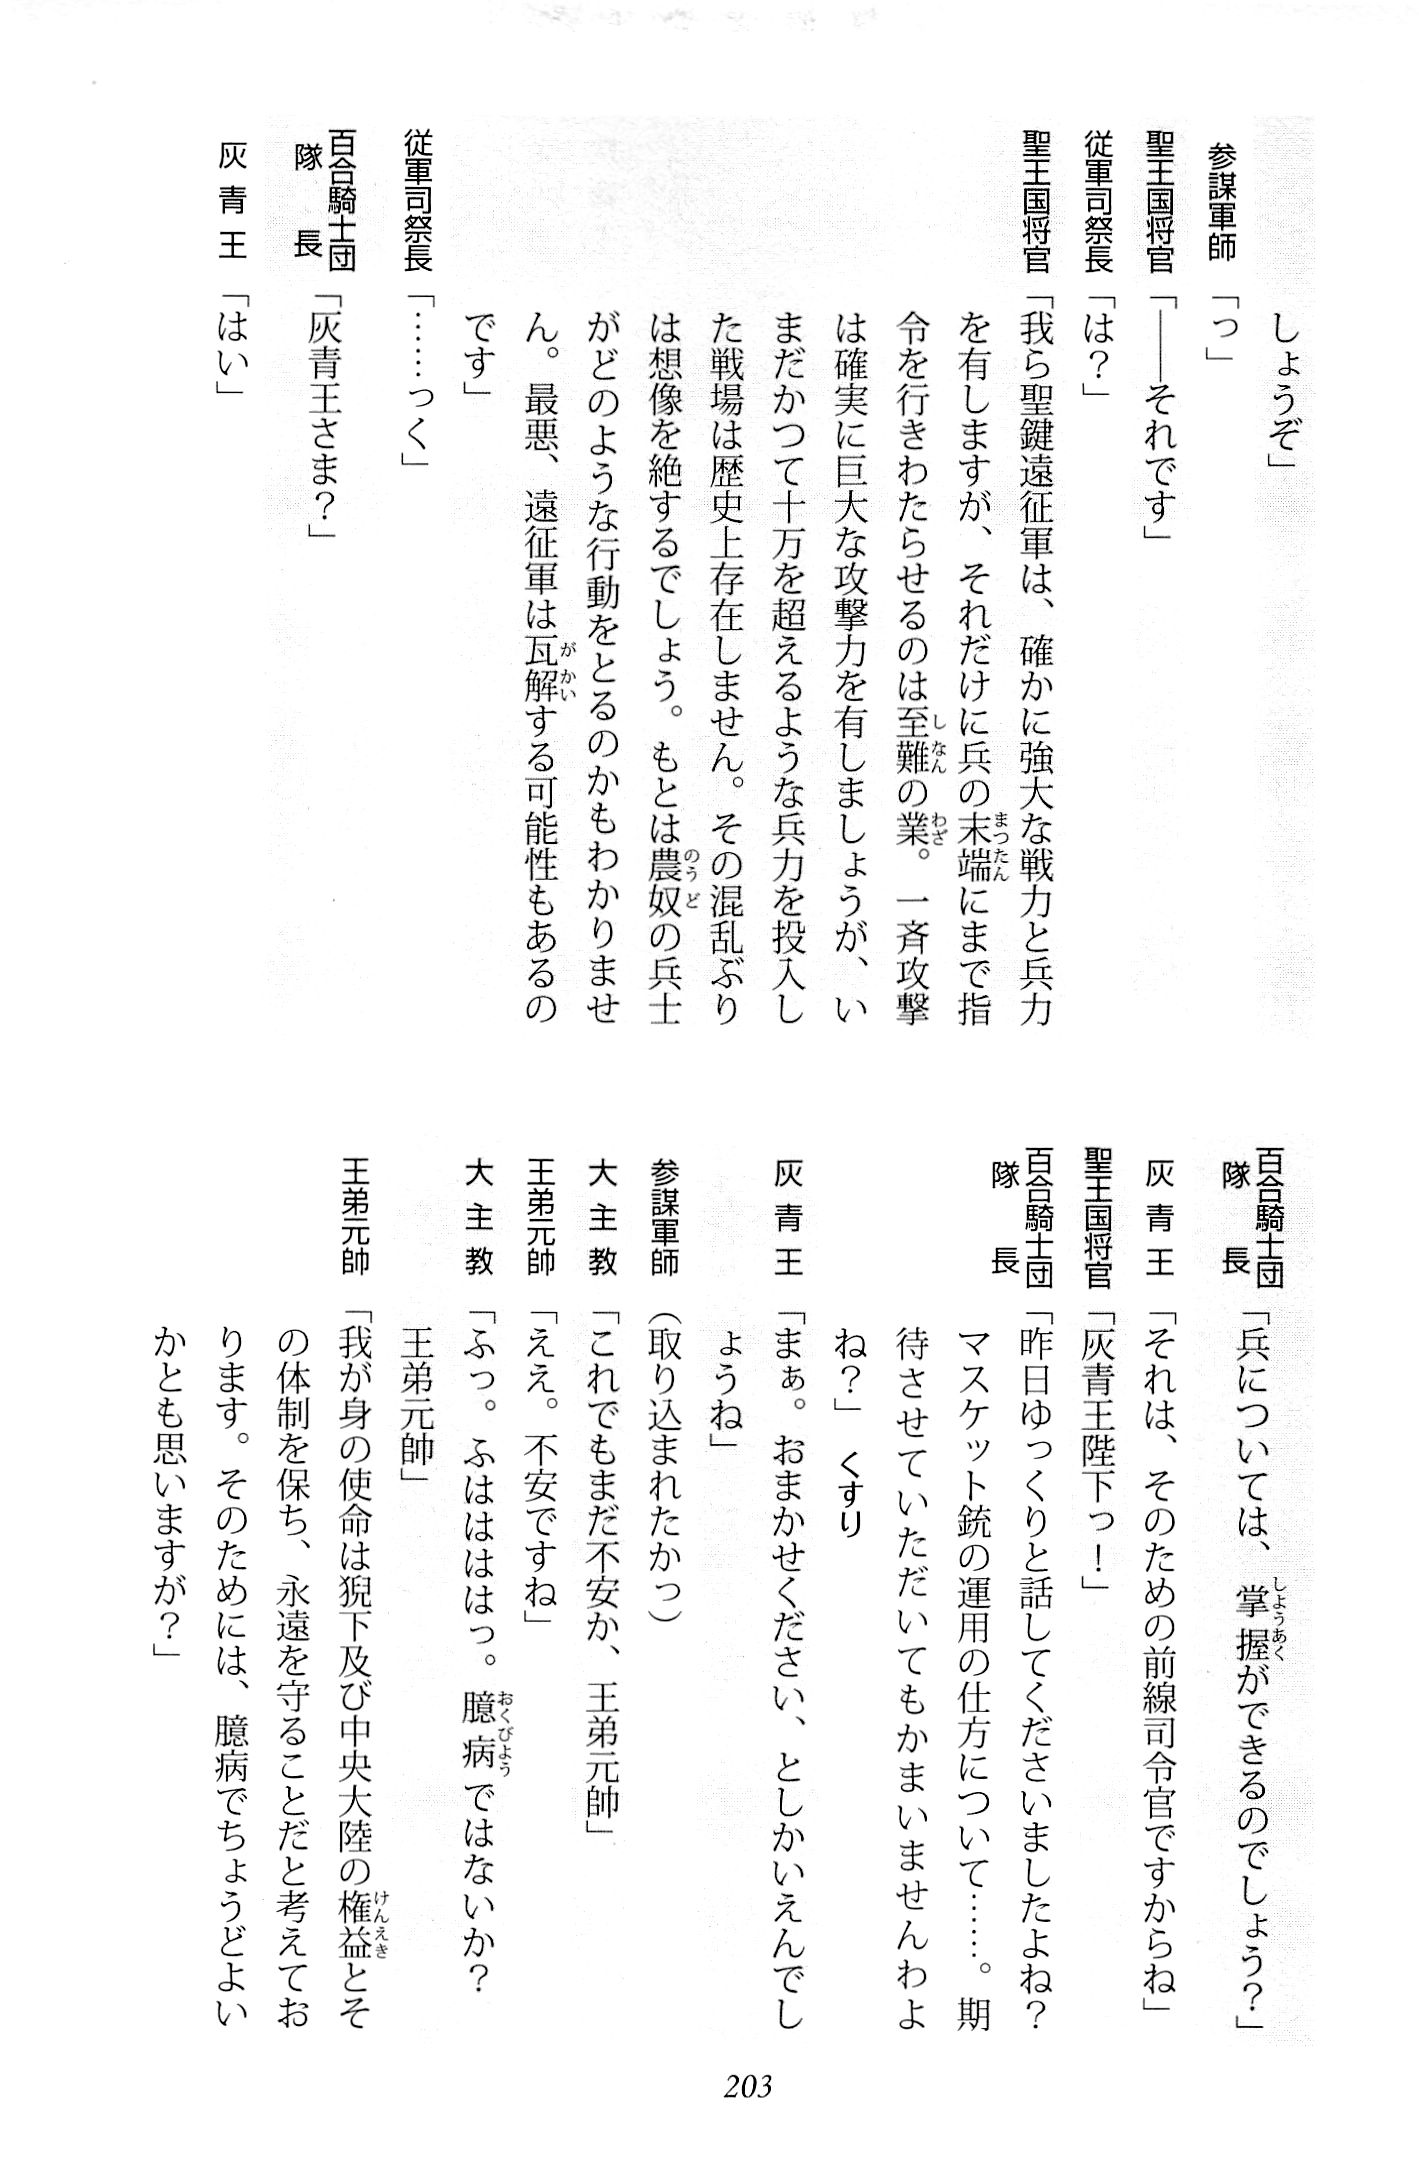 しょうぞ」
参謀軍師「っ」
聖王国将官「――それです」
従軍司祭長「は？」
聖王国将官「我ら聖鍵遠征軍は、確かに強大な戦力と兵力
を有しますが、それだけに兵の末端にまで指
令を行きわたらせるのは至難の業。一斉攻撃
は確実に巨大な攻撃力を有しましょうが、い
まだかつて十万を超えるような兵力を投入し
た戦場は歴史上存在しません。その混乱ぶり
は想像を絶するでしょう。もとは農奴の兵士
がどのような行動をとるのかもわかりませ
ん。最悪、遠征軍は瓦解する可能性もあるの
です」
従軍司祭長「……っく」
百合騎士団隊長「灰青王さま？」
灰青王「はい」
百合騎士団隊長「兵については、掌握ができるのでしょう？」
灰青王「それは、そのための前線司令官ですからね」
聖王国将官「灰青王陛下っ！」
百合騎士団隊長「昨日ゆっくりと話してくださいましたよね？
マスケット銃の運用の仕方について……。期
待させていただいてもかまいませんわよ
ね？」くすり
灰青王「まぁ。おまかせください、としかいえんでし
ょうね」
参謀軍師（取り込まれたかっ）
大主教「これでもまだ不安か、王弟元帥」
王弟元帥「ええ。不安ですね」
大主教「ふっ。ふはははっ。臆病ではないか？
王弟元帥」
王弟元帥「我が身の使命は猊下及び中央大陸の権益とそ
の体制を保ち、永遠を守ることだと考えてお
ります。そのためには、臆病でちょうどよい
かとも思いますが？」
203